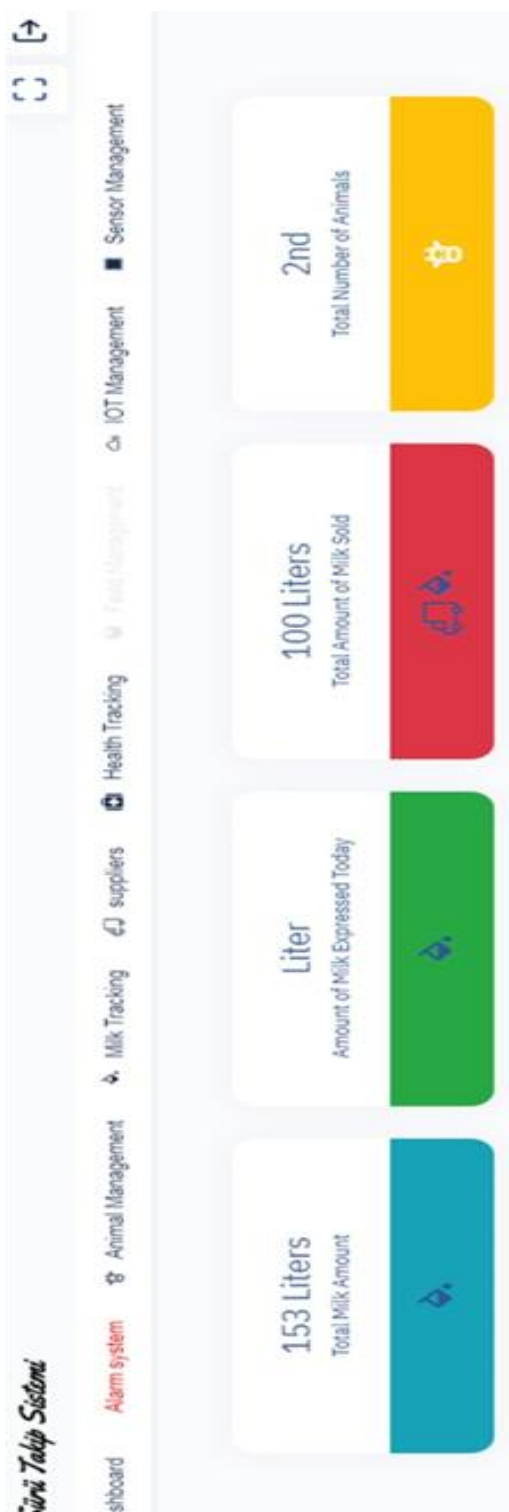 Takip Sistemi
Alarm system
Animal Management
Milk Tracking
suppliers
Health Tracking
Feed Management
IOT Management
Sensor Management
153 Liters
Total Milk Amount
Liter
Amount of Milk Expressed Today
100 Liters
Total Amount of Milk Sold
2nd
Total Number of Animals